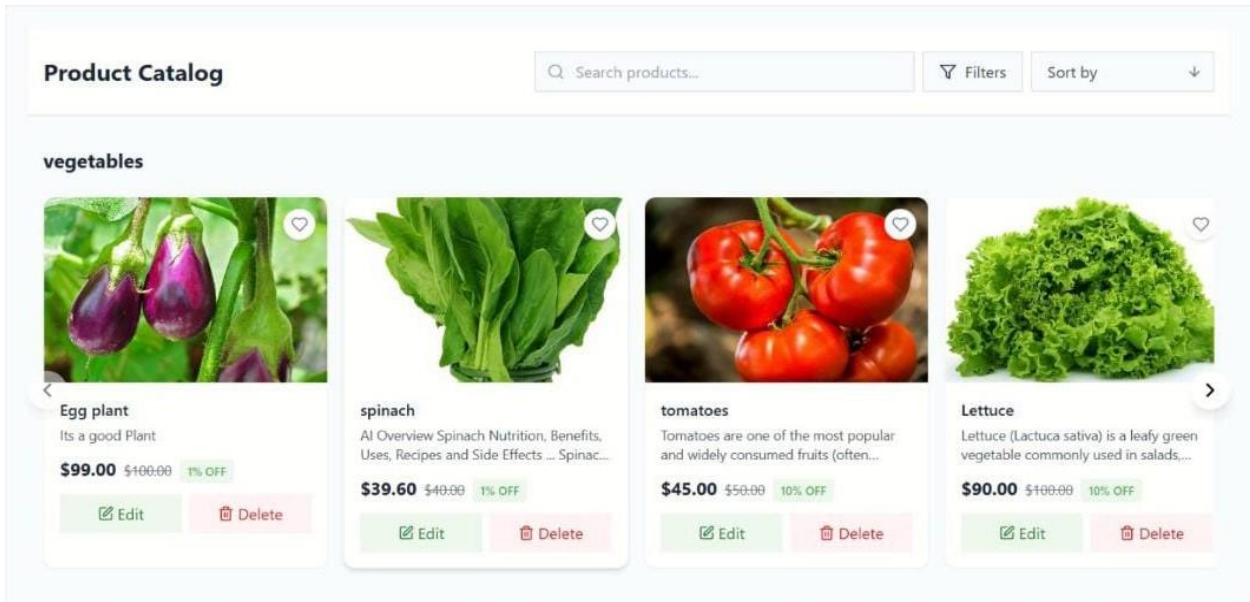 Product Catalog
Search products...
Filters
Sort by
vegetables
Egg plant
Its a good Plant
$99.00 $100.00 1% OFF
Edit
Delete
spinach
AI Overview Spinach Nutrition, Benefits,
Uses, Recipes and Side Effects ... Spinac...
$39.60 $40.00 1% OFF
Edit
Delete
tomatoes
Tomatoes are one of the most popular
and widely consumed fruits (often...
$45.00 $50.00 10% OFF
Edit
Delete
Lettuce
Lettuce (Lactuca sativa) is a leafy green
vegetable commonly used in salads,...
$90.00 $100.00 10% OFF
Edit
Delete